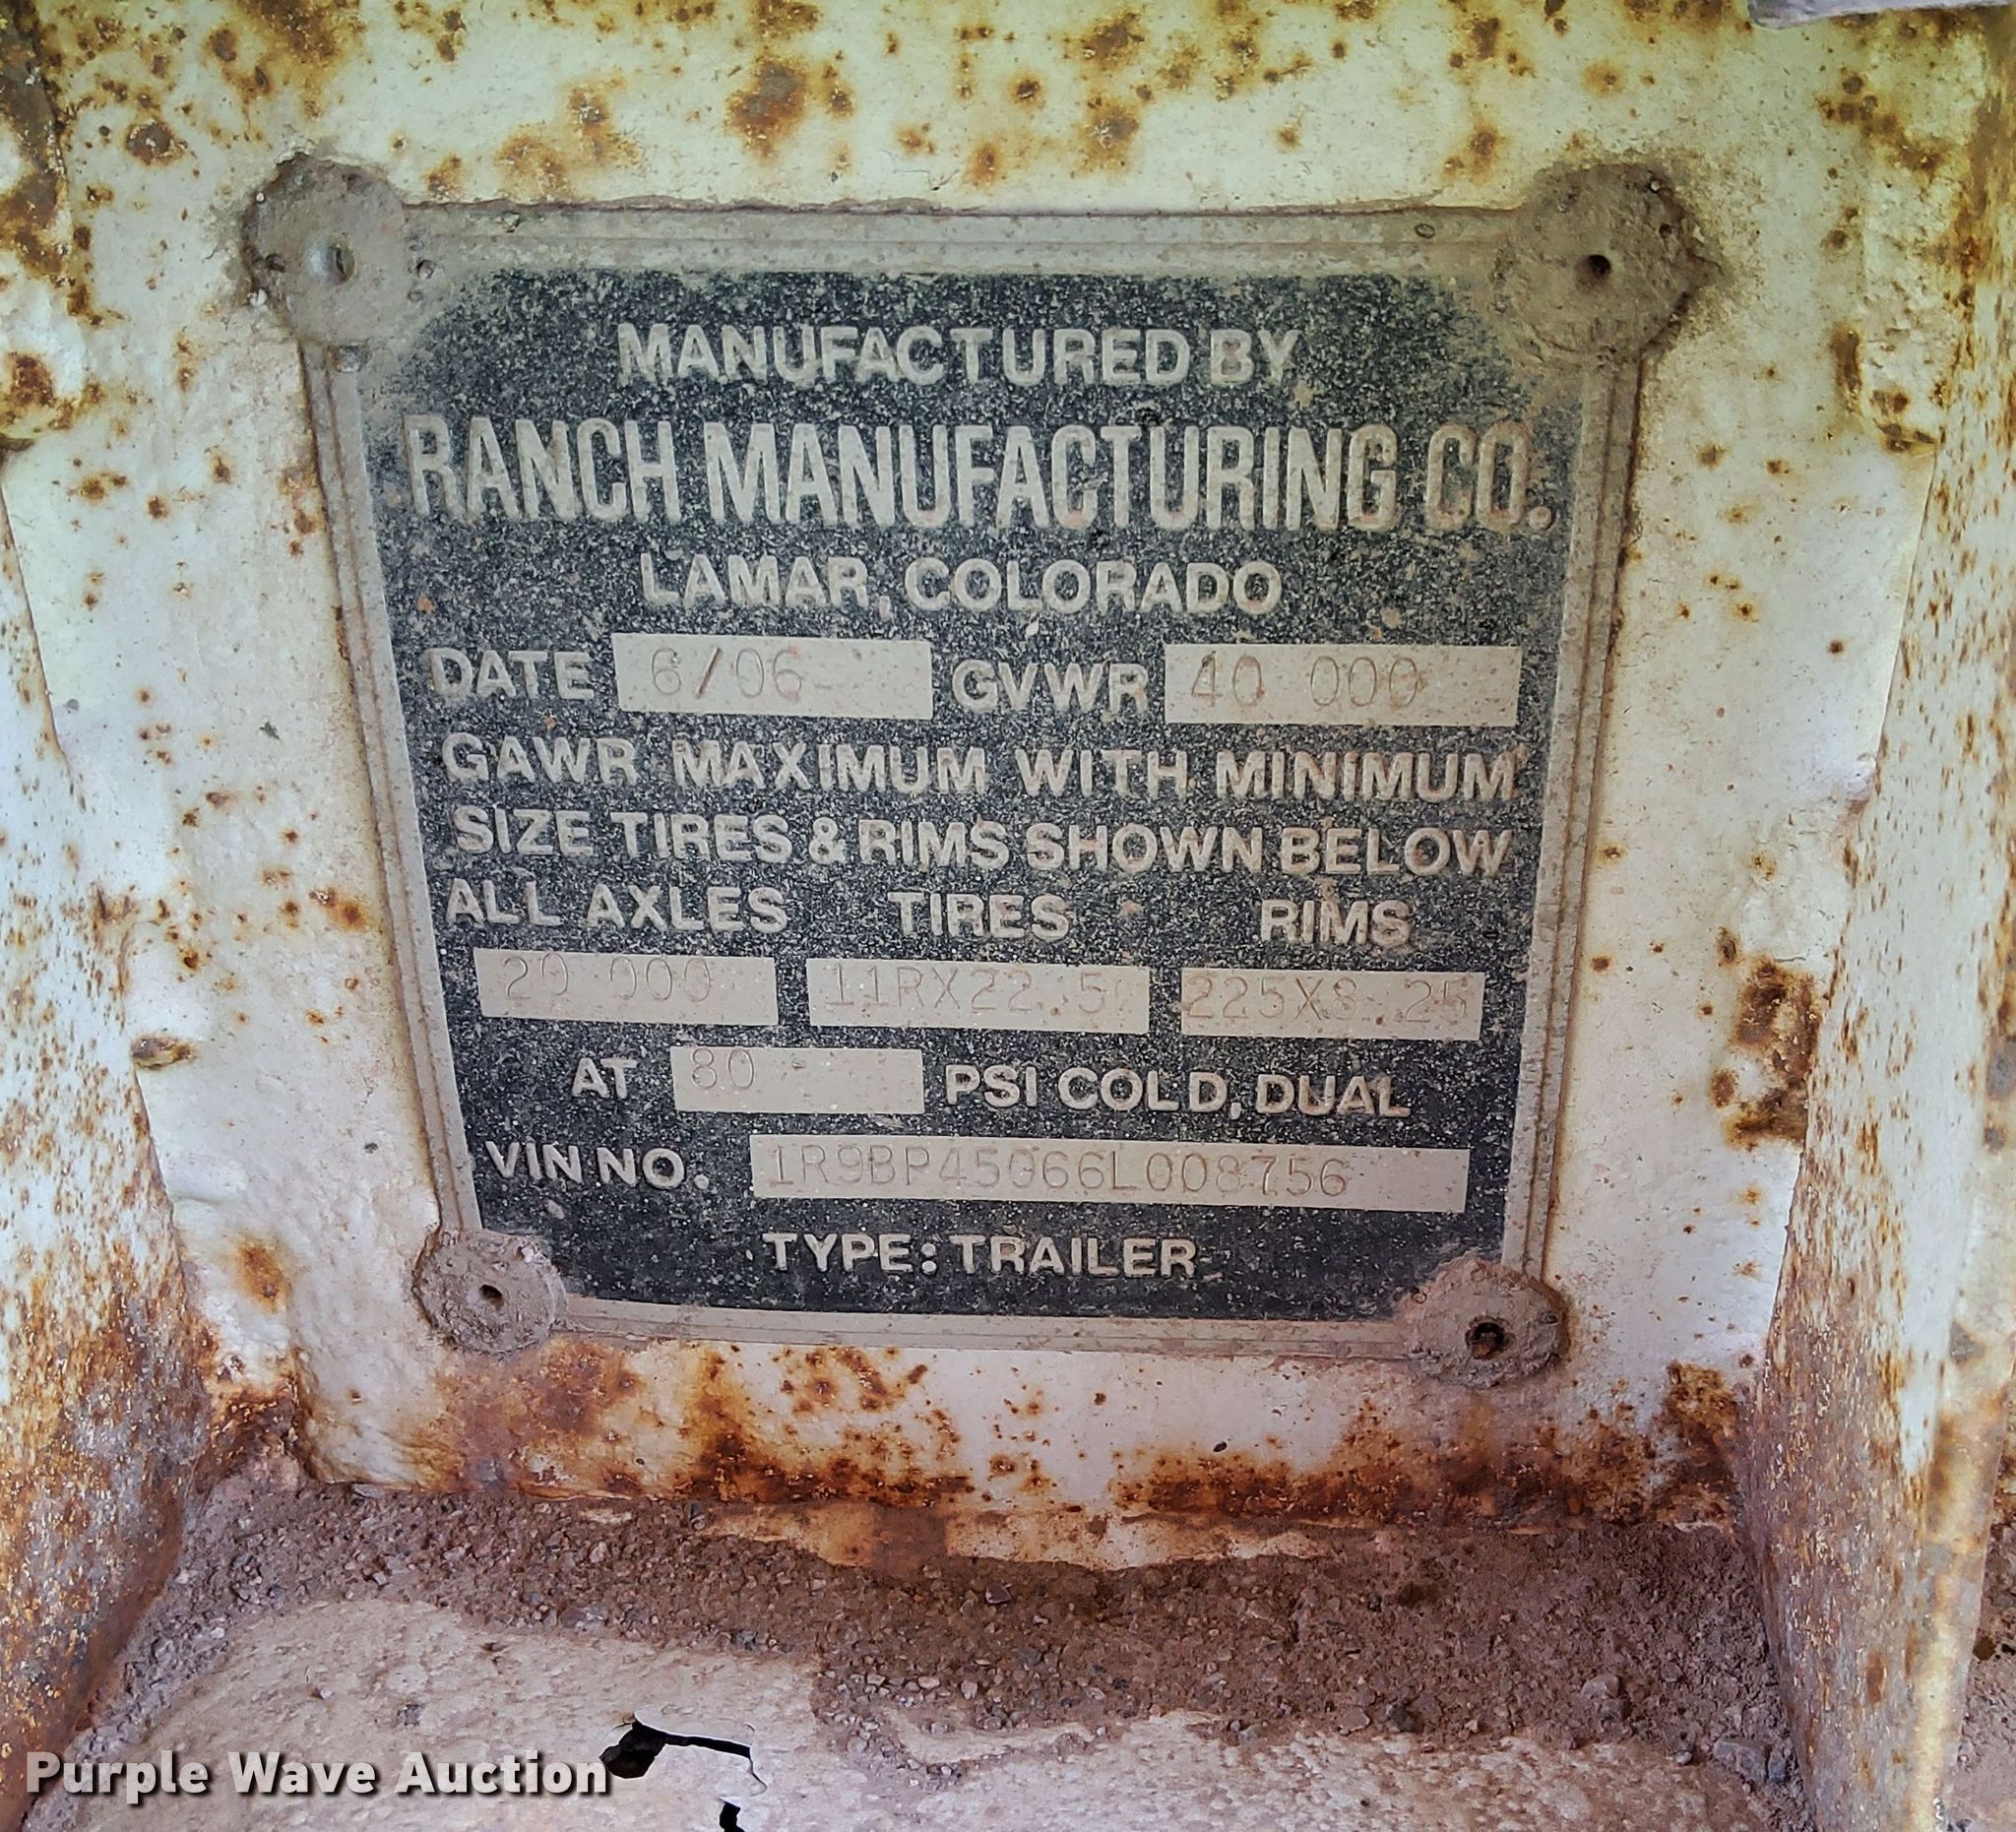 MANUFACTURED BY
RANCH MANUFACTURING CO.
LAMAR, COLORADO
DATE 6/06 GVWR 40 000
GAWR MAXIMUM WITH MINIMUM
SIZE TIRES & RIMS SHOWN BELOW
ALL AXLES TIRES RIMS
20 000 11RX22.5 225X8.25
AT 80 PSI COLD, DUAL
VIN NO. 1R9BP45066L008756
TYPE: TRAILER
Purple Wave Auction